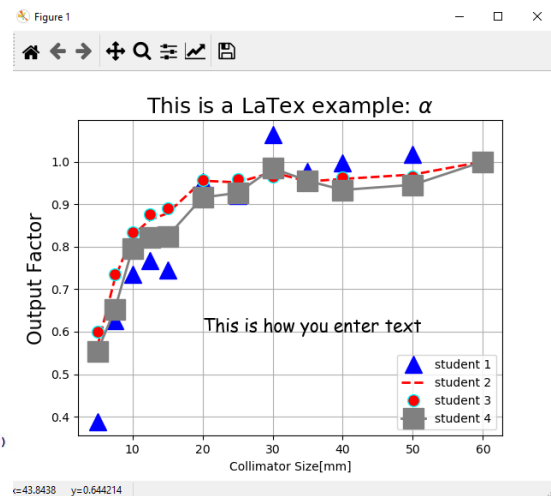 Figure 1
This is a LaTex example: α
Output Factor
1.0
0.9
0.8
0.7
0.6
0.5
0.4
This is how you enter text
student 1
student 2
student 3
student 4
10 20 30 40 50 60
Collimator Size[mm]
)
x=43.8438 y=0.644214